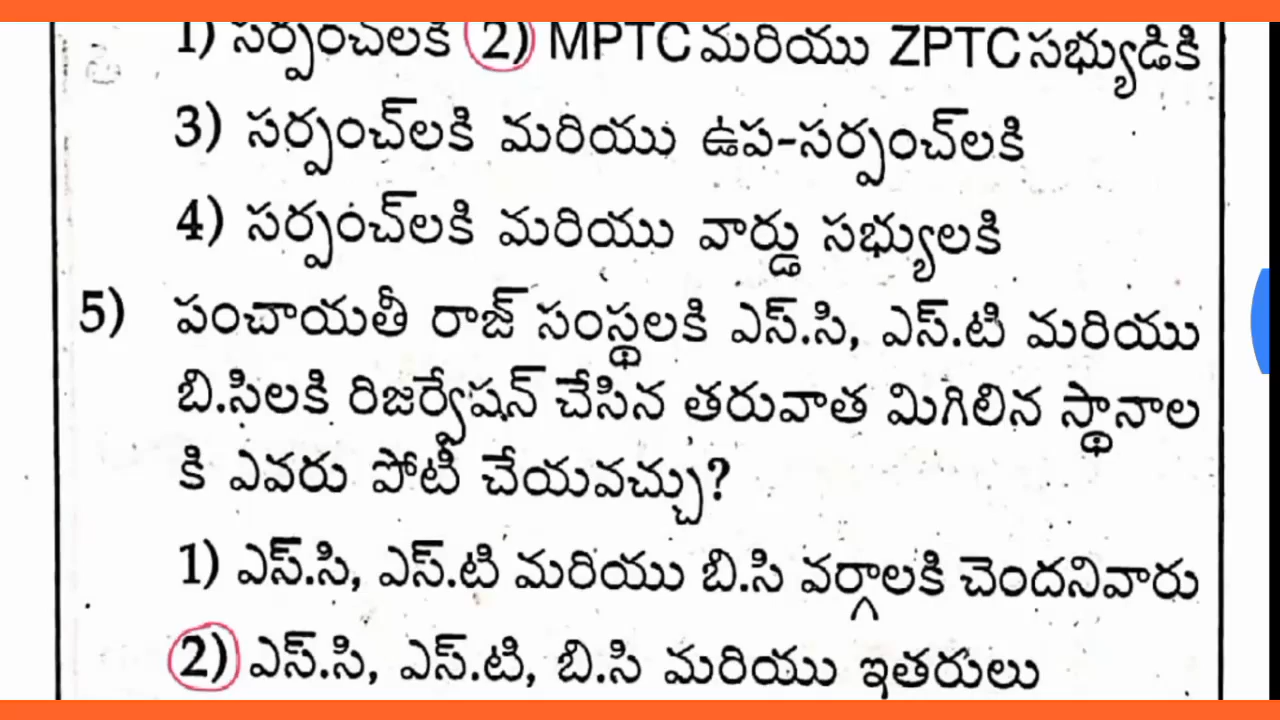 1) సర్పంచ్‌లకి 2) MPTC మరియు ZPTC సభ్యుడికి
3) సర్పంచ్‌లకి మరియు ఉప-సర్పంచ్‌లకి
4) సర్పంచ్‌లకి మరియు వార్డు సభ్యులకి
5) పంచాయతీ రాజ్ సంస్థలకి ఎస్.సి, ఎస్.టి మరియు
బి.సిలకి రిజర్వేషన్ చేసిన తరువాత మిగిలిన స్థానాల
కి ఎవరు పోటీ చేయవచ్చు?
1) ఎస్.సి, ఎస్.టి మరియు బి.సి వర్గాలకి చెందనివారు
2) ఎస్.సి, ఎస్.టి, బి.సి మరియు ఇతరులు